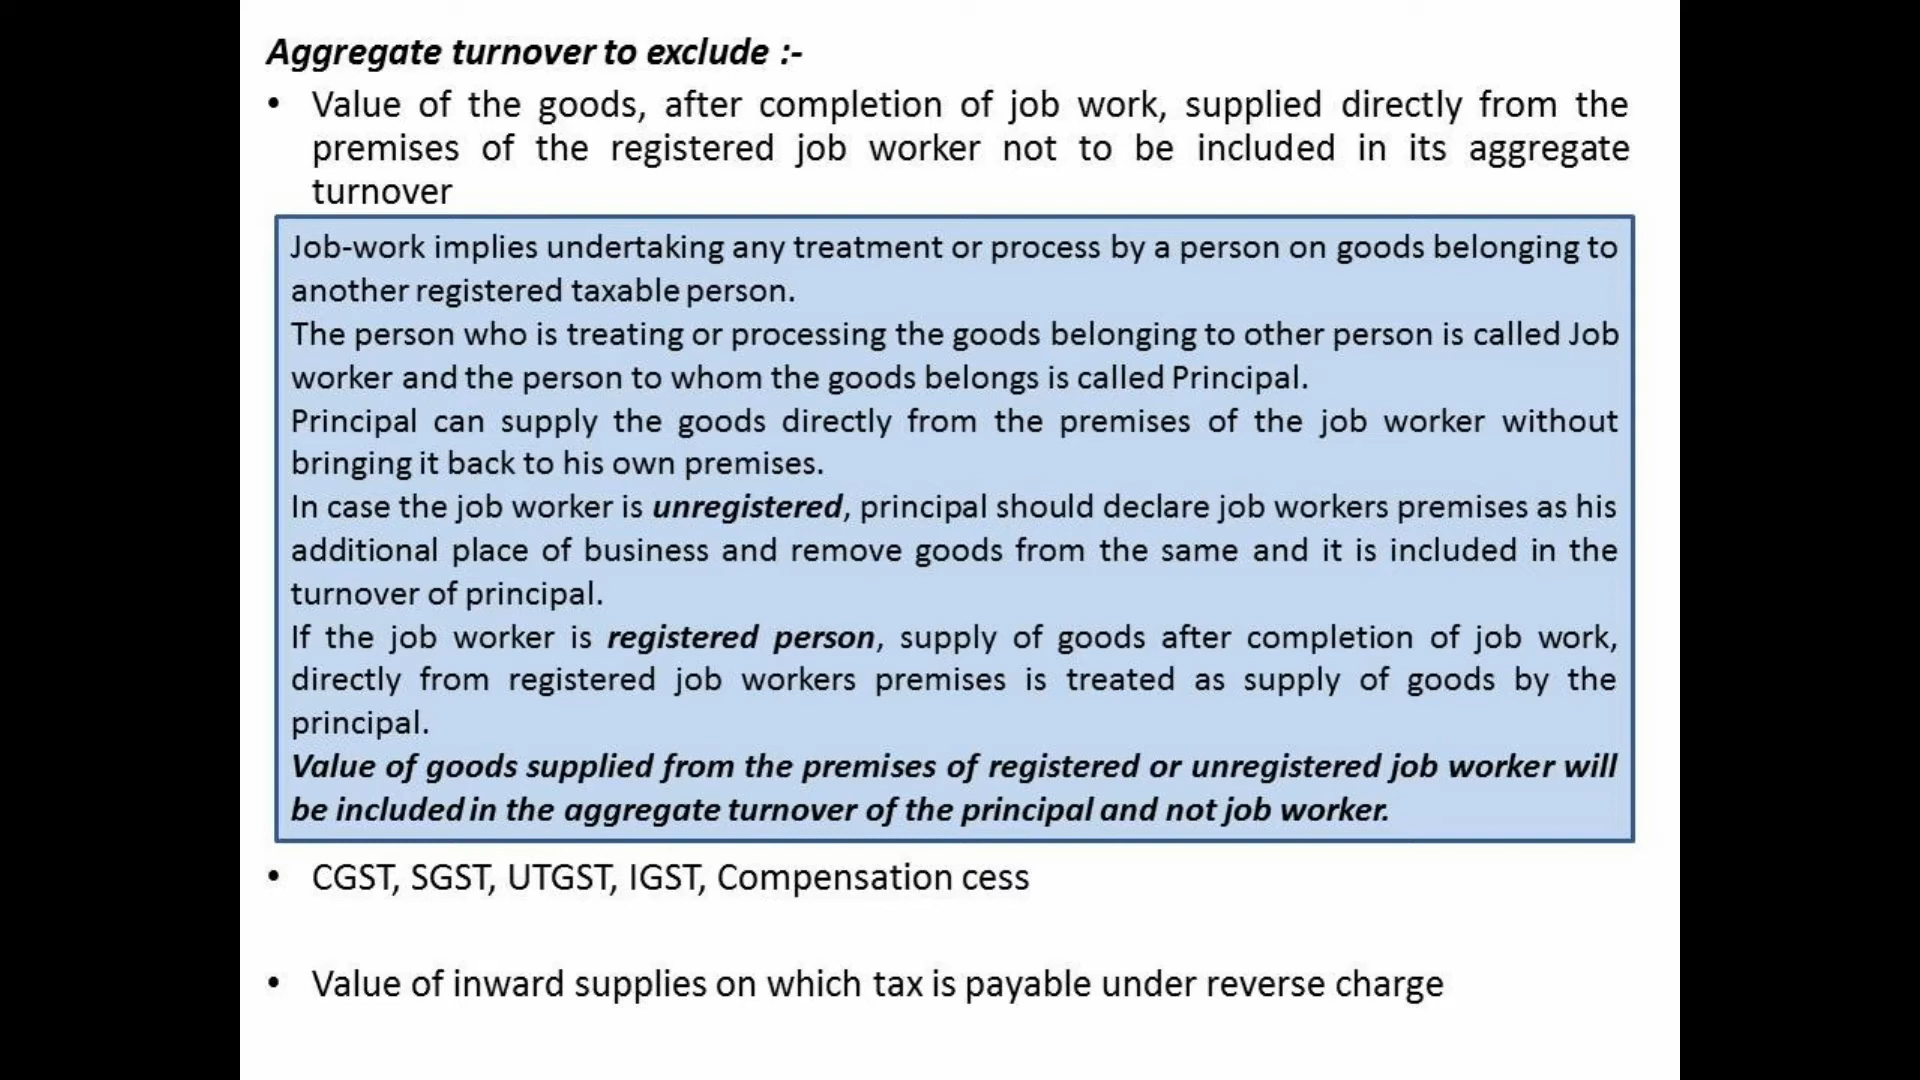 Aggregate turnover to exclude :-
• Value of the goods, after completion of job work, supplied directly from the
premises of the registered job worker not to be included in its aggregate
turnover
Job-work implies undertaking any treatment or process by a person on goods belonging to
another registered taxable person.
The person who is treating or processing the goods belonging to other person is called Job
worker and the person to whom the goods belongs is called Principal.
Principal can supply the goods directly from the premises of the job worker without
bringing it back to his own premises.
In case the job worker is unregistered, principal should declare job workers premises as his
additional place of business and remove goods from the same and it is included in the
turnover of principal.
If the job worker is registered person, supply of goods after completion of job work,
directly from registered job workers premises is treated as supply of goods by the
principal.
Value of goods supplied from the premises of registered or unregistered job worker will
be included in the aggregate turnover of the principal and not job worker.
• CGST, SGST, UTGST, IGST, Compensation cess
• Value of inward supplies on which tax is payable under reverse charge